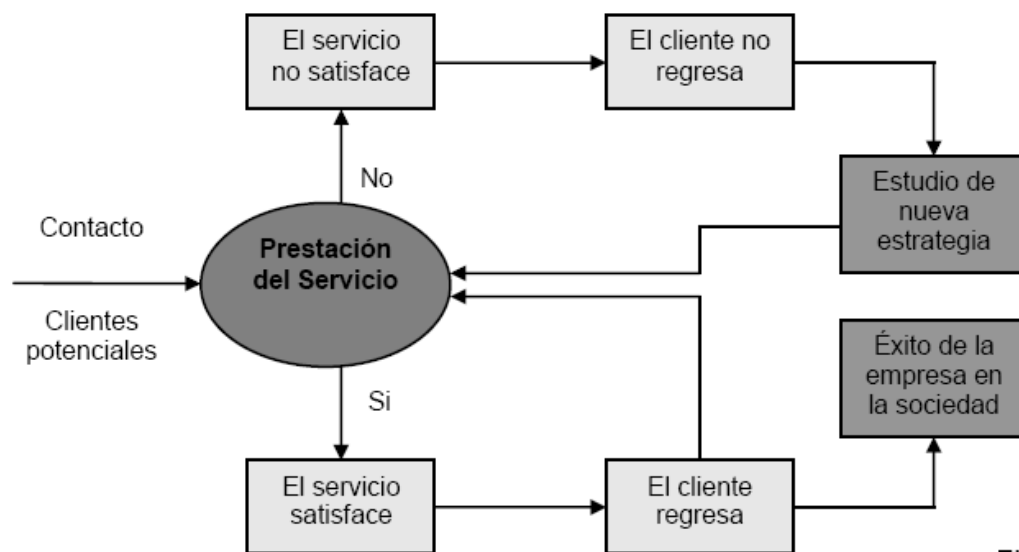 El servicio
no satisface
El cliente no
regresa
No
Estudio de
nueva
estrategia
Contacto
Prestación
del Servicio
Clientes
potenciales
Éxito de la
empresa en
la sociedad
Si
El servicio
satisface
El cliente
regresa